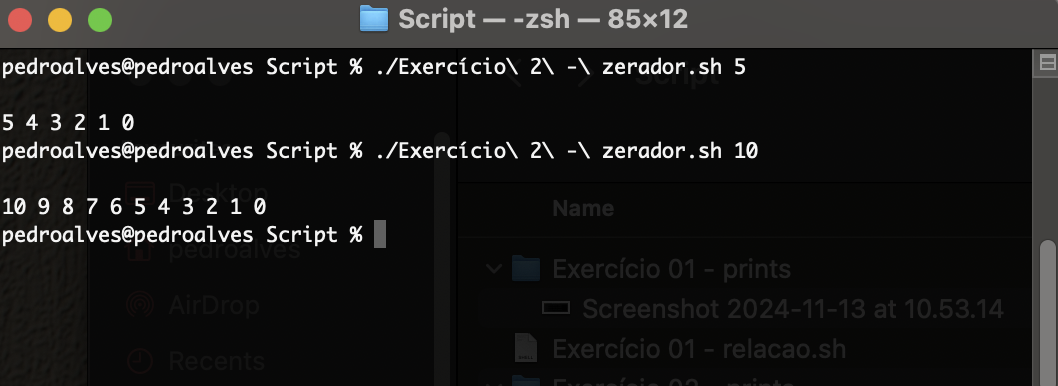 Script — -zsh — 85×12
pedroalves@pedroalves Script % ./Exercício\ 2\ -\ zerador.sh 5
5 4 3 2 1 0
pedroalves@pedroalves Script % ./Exercício\ 2\ -\ zerador.sh 10
10 9 8 7 6 5 4 3 2 1 0
pedroalves@pedroalves Script %
Script
Desktop
pedroalves
AirDrop
Recents
Name
Exercício 01 - prints
Screenshot 2024-11-13 at 10.53.14
Exercício 01 - relacao.sh